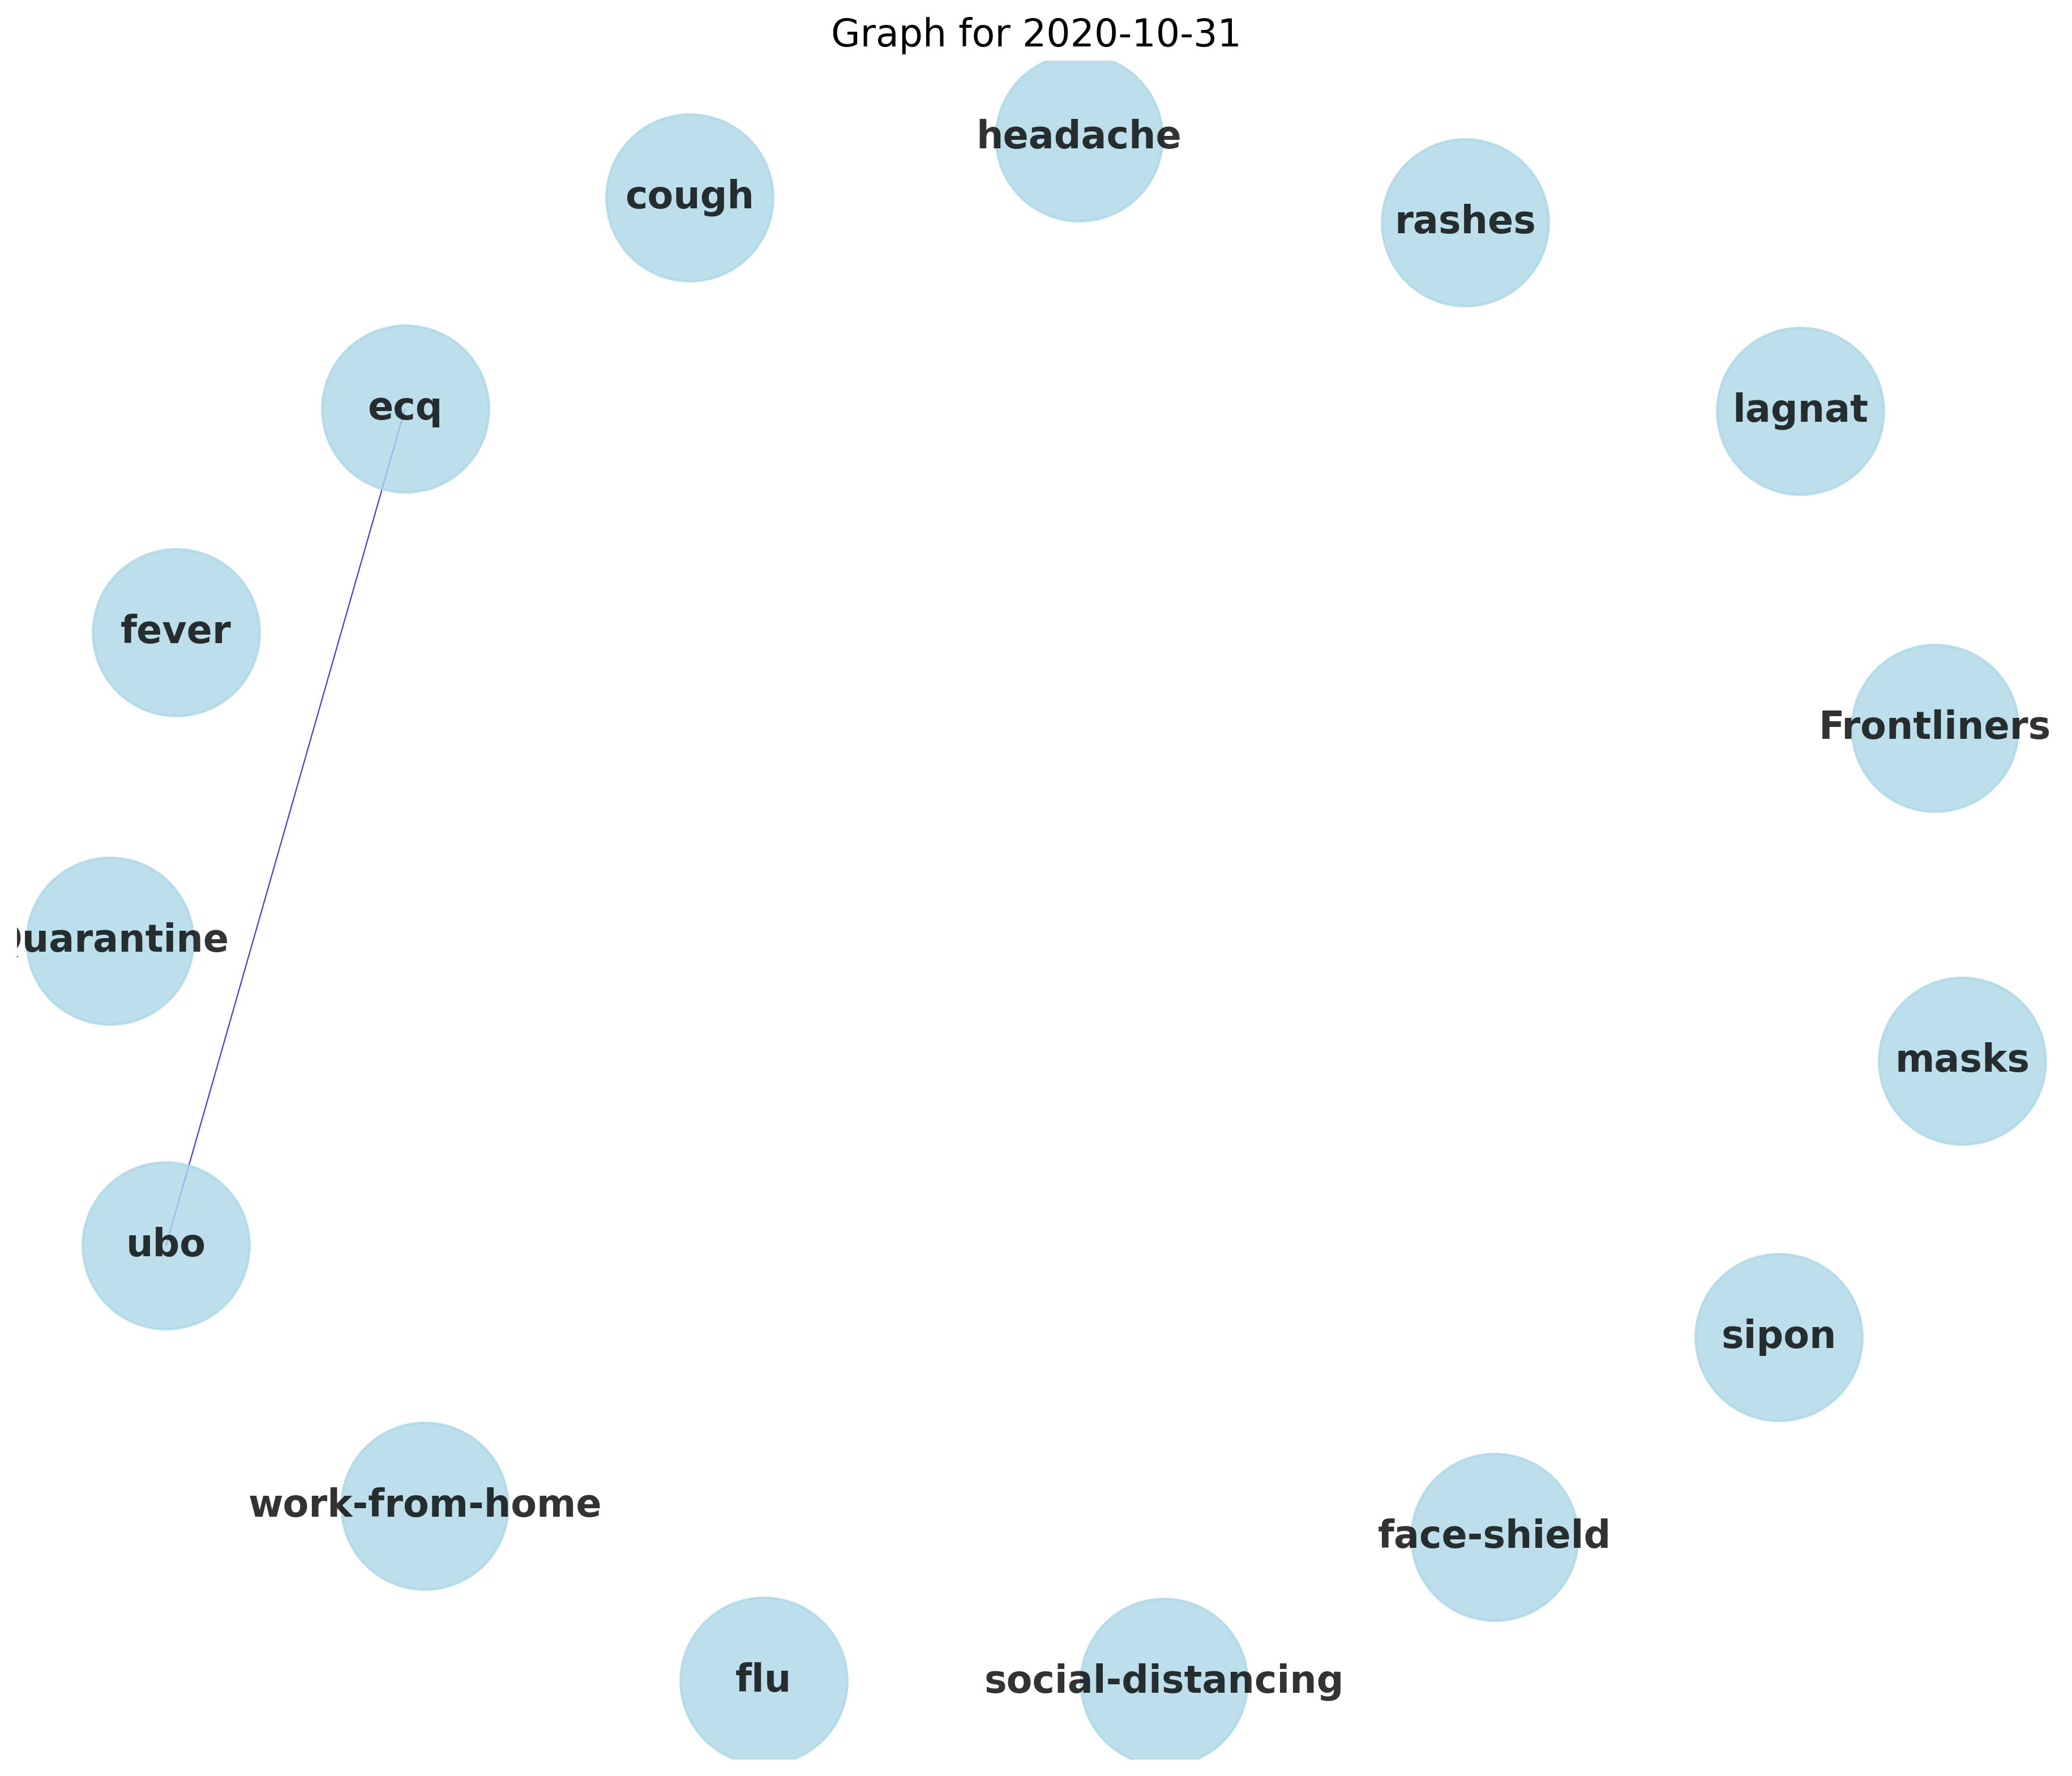 Graph for 2020-10-31
headache
cough
rashes
ecq
lagnat
fever
Frontliners
uarantine
masks
ubo
sipon
work-from-home
face-shield
flu
social-distancing